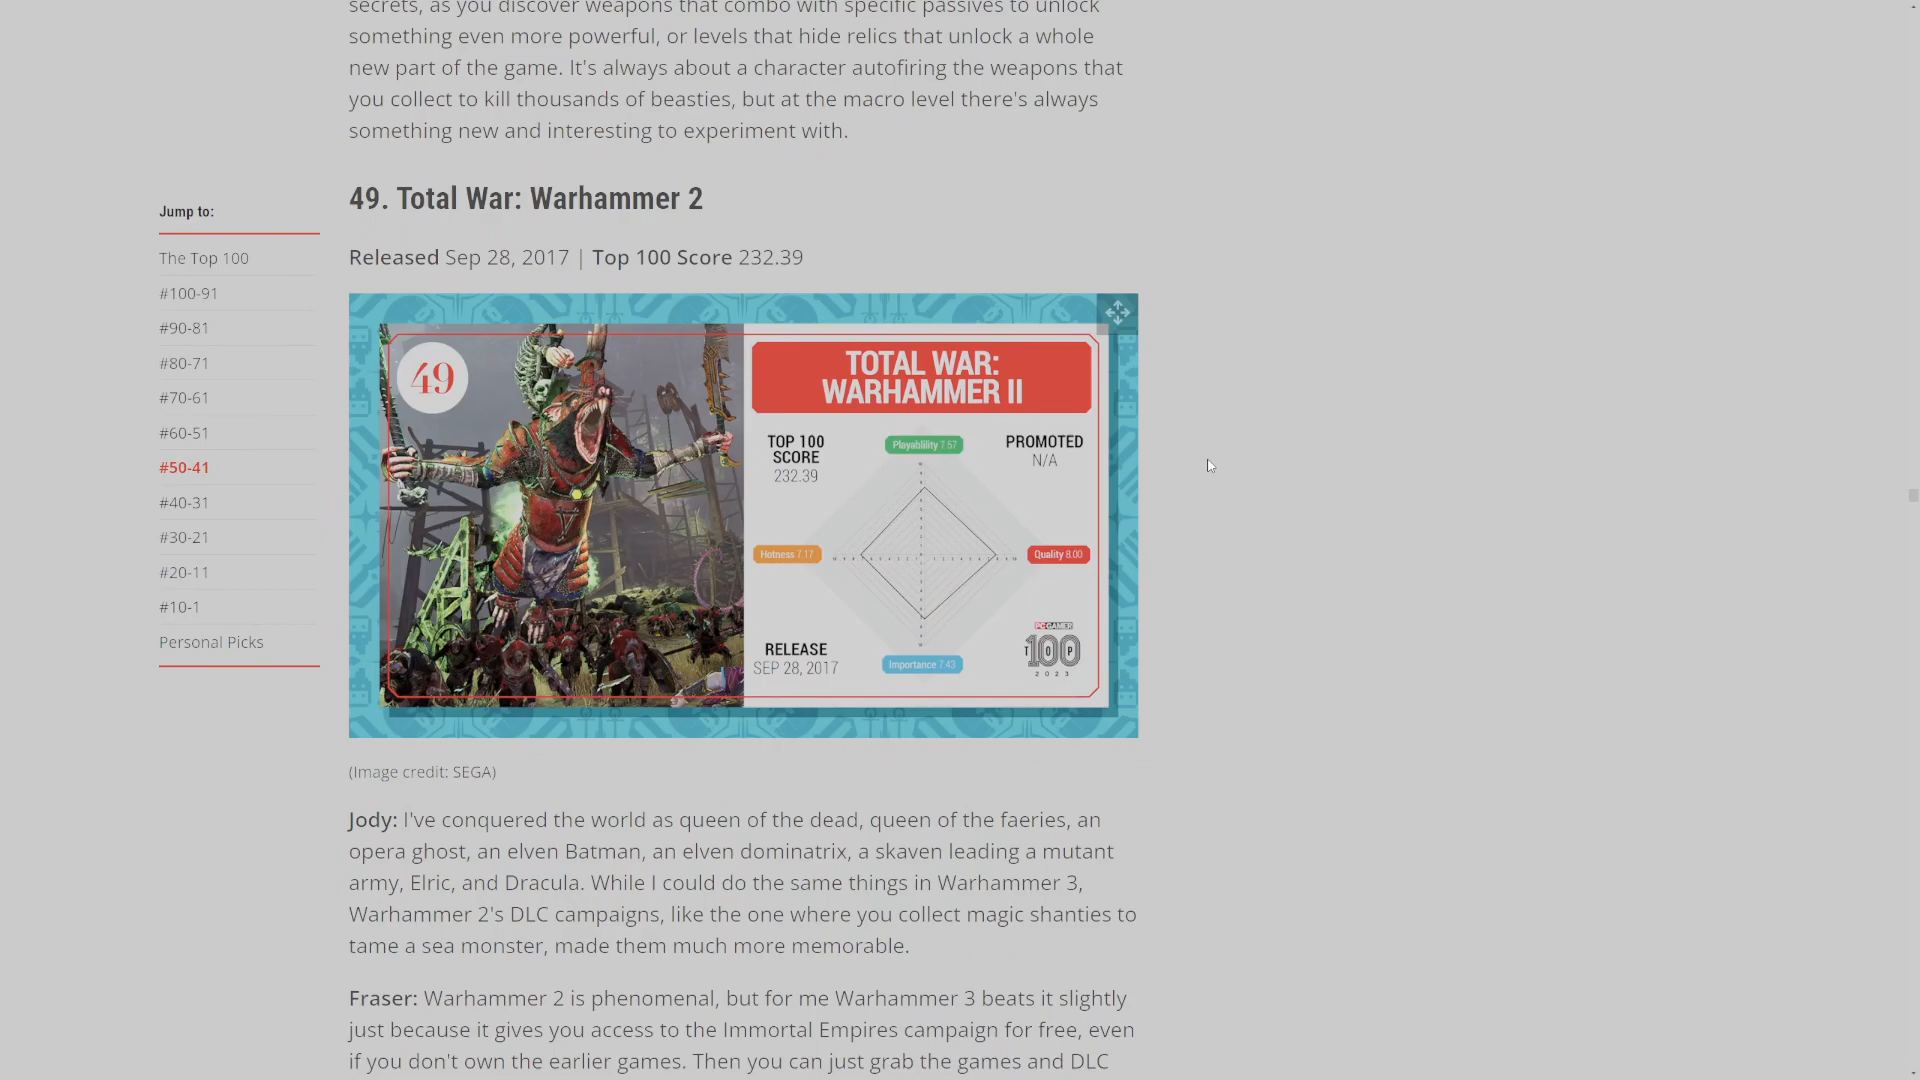 secrets, as you discover weapons that combo with specific passives to unlock
something even more powerful, or levels that hide relics that unlock a whole
new part of the game. It's always about a character autofiring the weapons that
you collect to kill thousands of beasties, but at the macro level there's always
something new and interesting to experiment with.
49. Total War: Warhammer 2
Released Sep 28, 2017 | Top 100 Score 232.39
Jump to:
The Top 100
#100-91
#90-81
#80-71
#70-61
#60-51
#50-41
#40-31
#30-21
#20-11
#10-1
Personal Picks
49
TOTAL WAR:
WARHAMMER II
TOP 100
SCORE
232.39
Playablility 7.57
PROMOTED
N/A
Hotness 7.17
Quality 8.00
RELEASE
SEP 28, 2017
Importance 7.43
PC GAMER
TOP 100
2023
(Image credit: SEGA)
Jody: I've conquered the world as queen of the dead, queen of the faeries, an
opera ghost, an elven Batman, an elven dominatrix, a skaven leading a mutant
army, Elric, and Dracula. While I could do the same things in Warhammer 3,
Warhammer 2's DLC campaigns, like the one where you collect magic shanties to
tame a sea monster, made them much more memorable.
Fraser: Warhammer 2 is phenomenal, but for me Warhammer 3 beats it slightly
just because it gives you access to the Immortal Empires campaign for free, even
if you don't own the earlier games. Then you can just grab the games and DLC